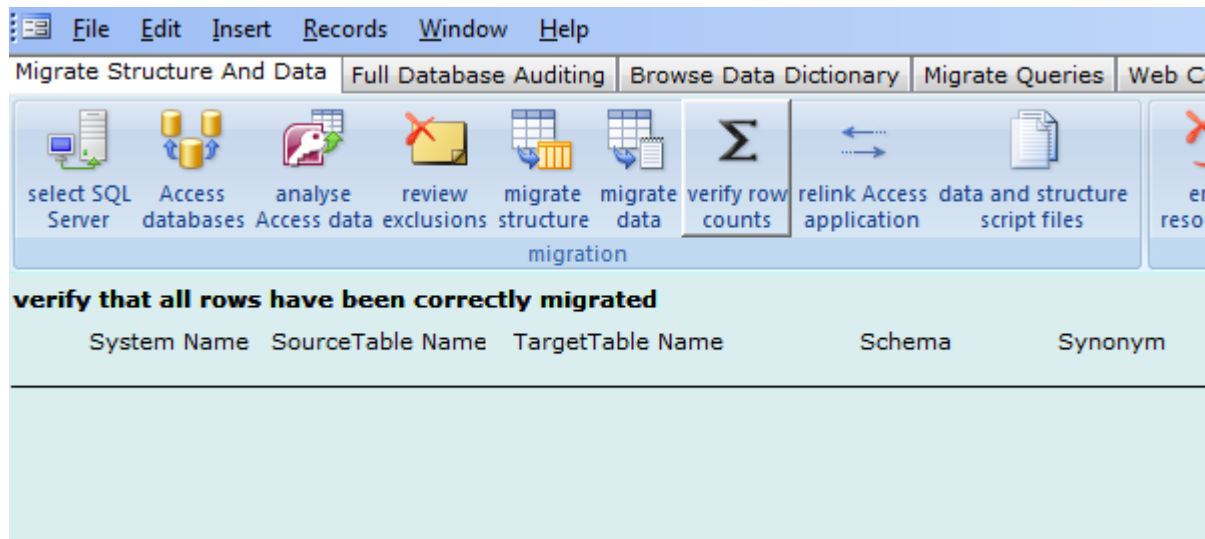 File Edit Insert Records Window Help
Migrate Structure And Data Full Database Auditing Browse Data Dictionary Migrate Queries Web
select SQL Server
Access databases
analyse Access data
review exclusions
migrate structure
migrate data
verify row counts
relink Access application
data and structure script files
migration
verify that all rows have been correctly migrated
System Name SourceTable Name TargetTable Name Schema Synonym